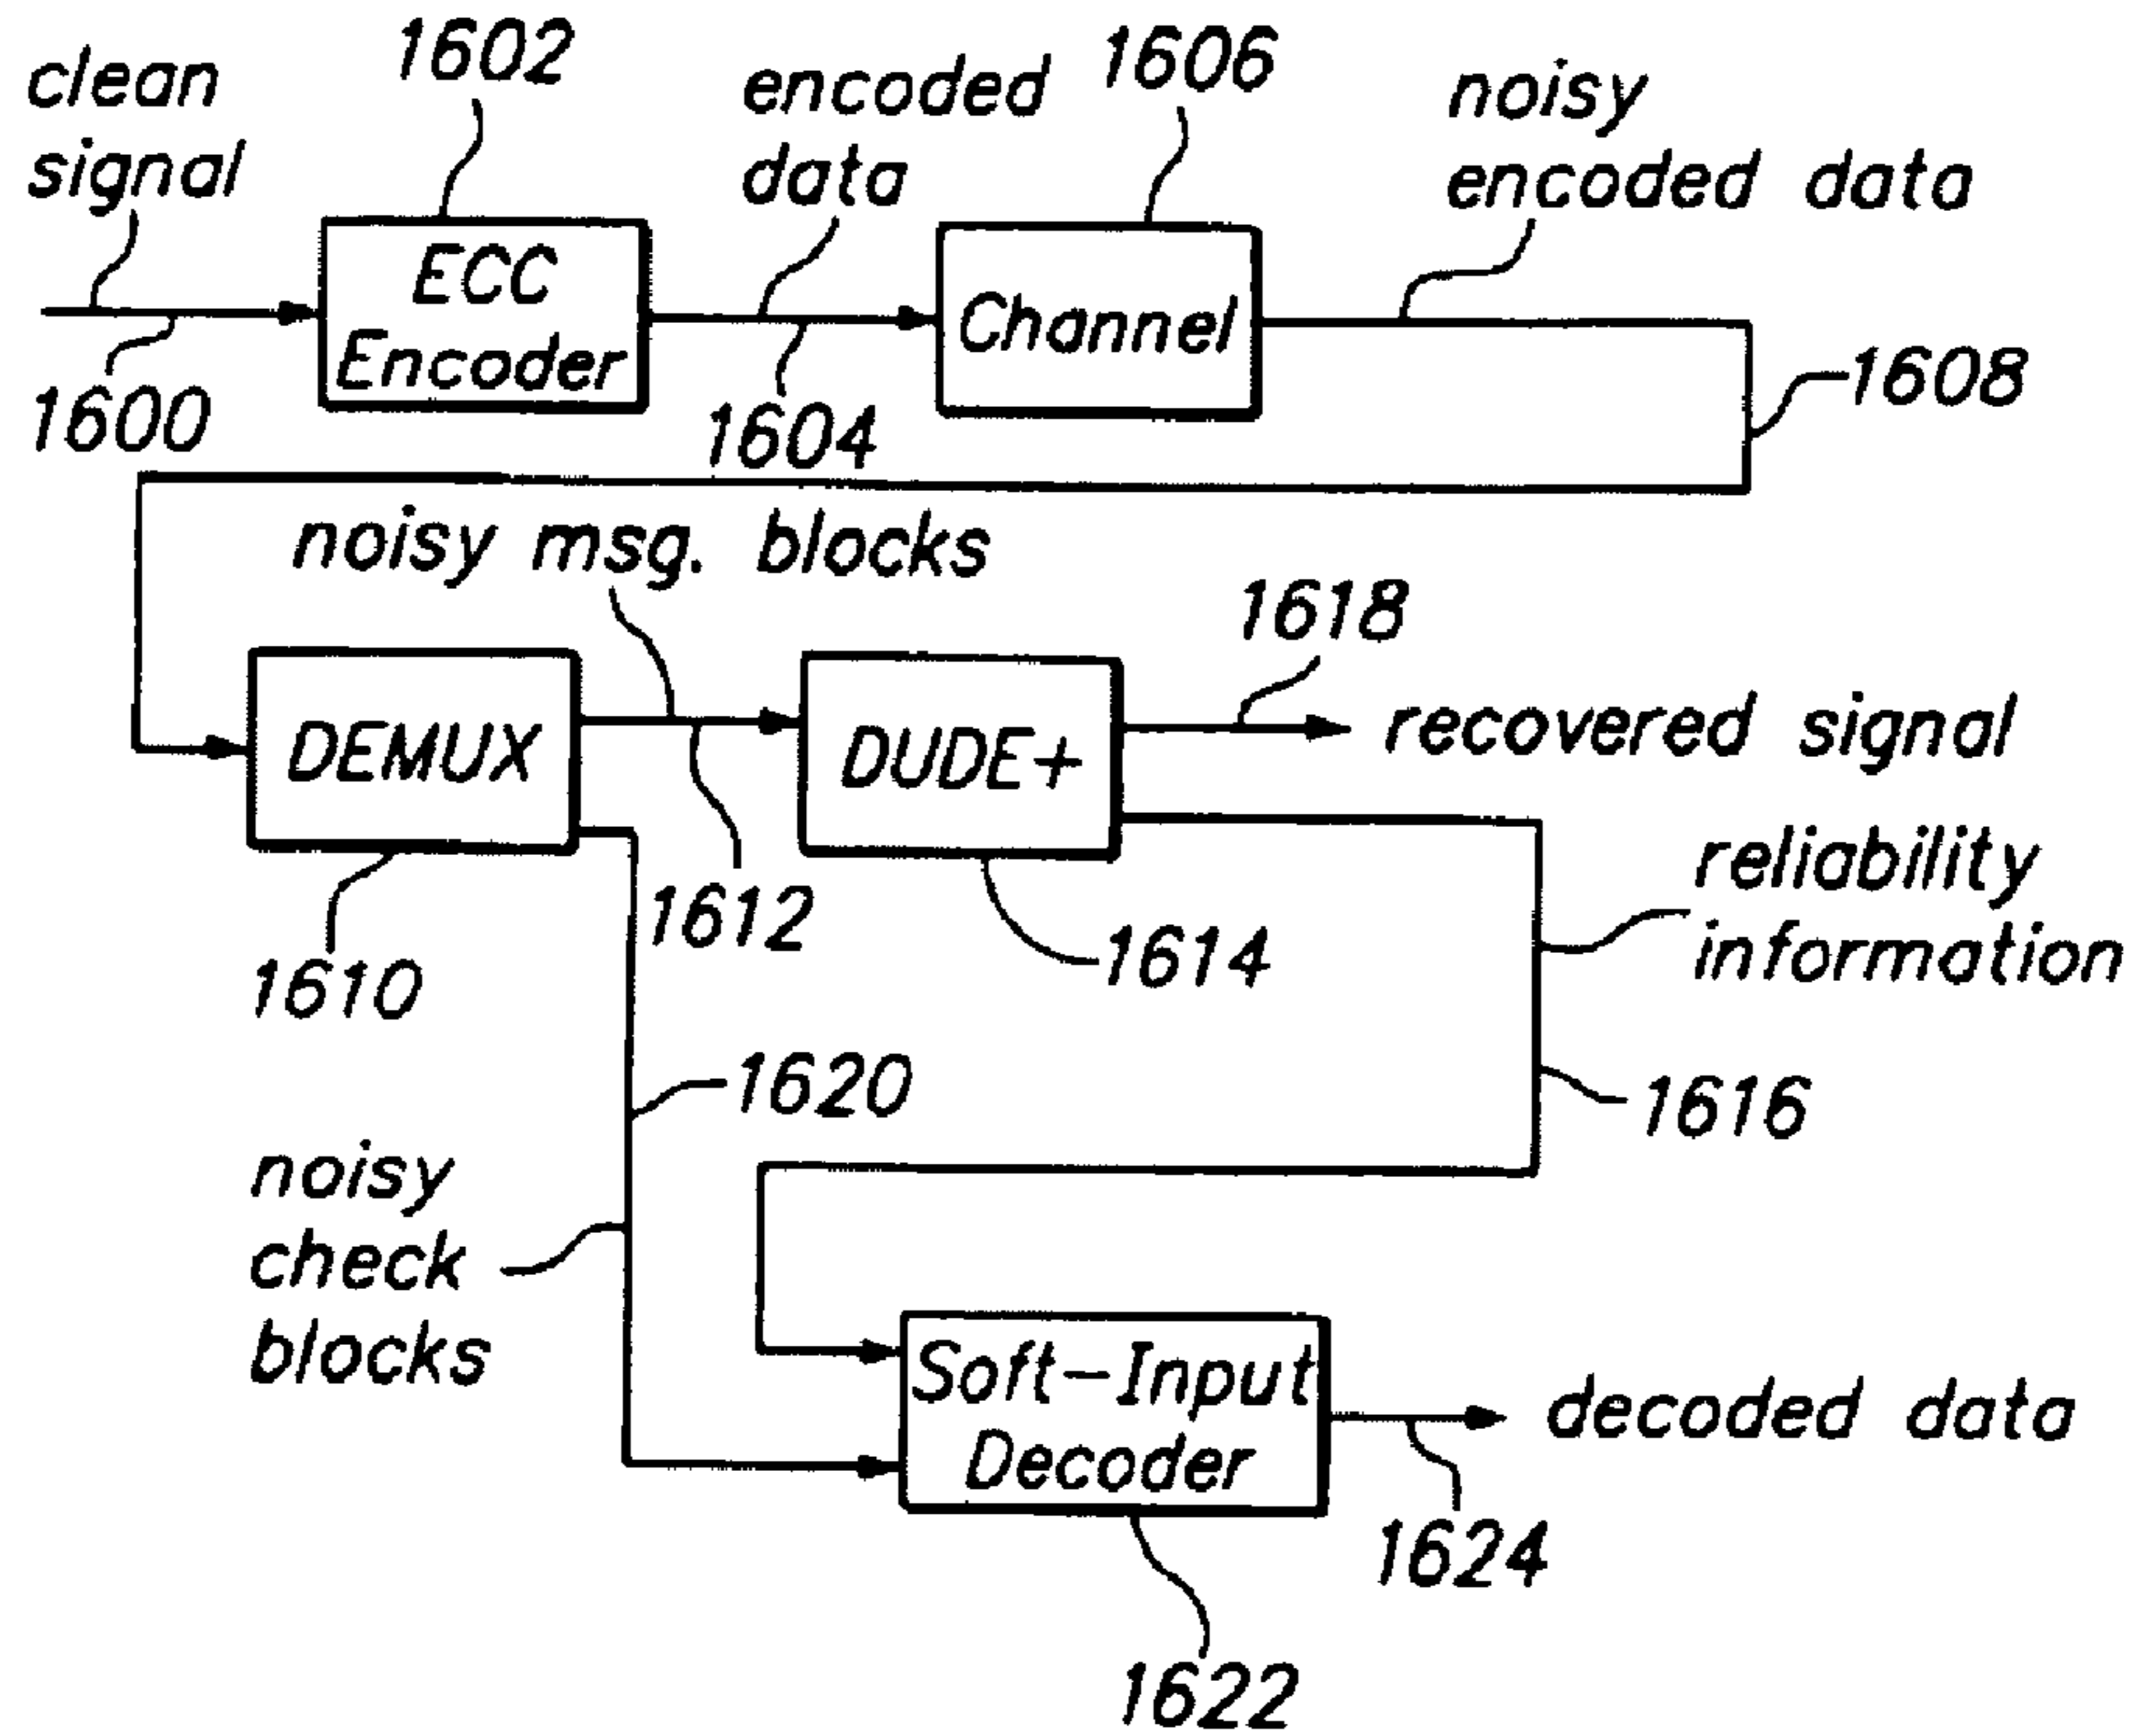 clean
signal
1602
encoded
data
1606
noisy
encoded data
ECC
Encoder
Channel
1600
1604
1608
noisy msg. blocks
1618
DEMUX
DUDE+
recovered signal
reliability
information
1612
1614
1610
1620
1616
noisy
check
blocks
Soft-Input
Decoder
decoded data
1624
1622